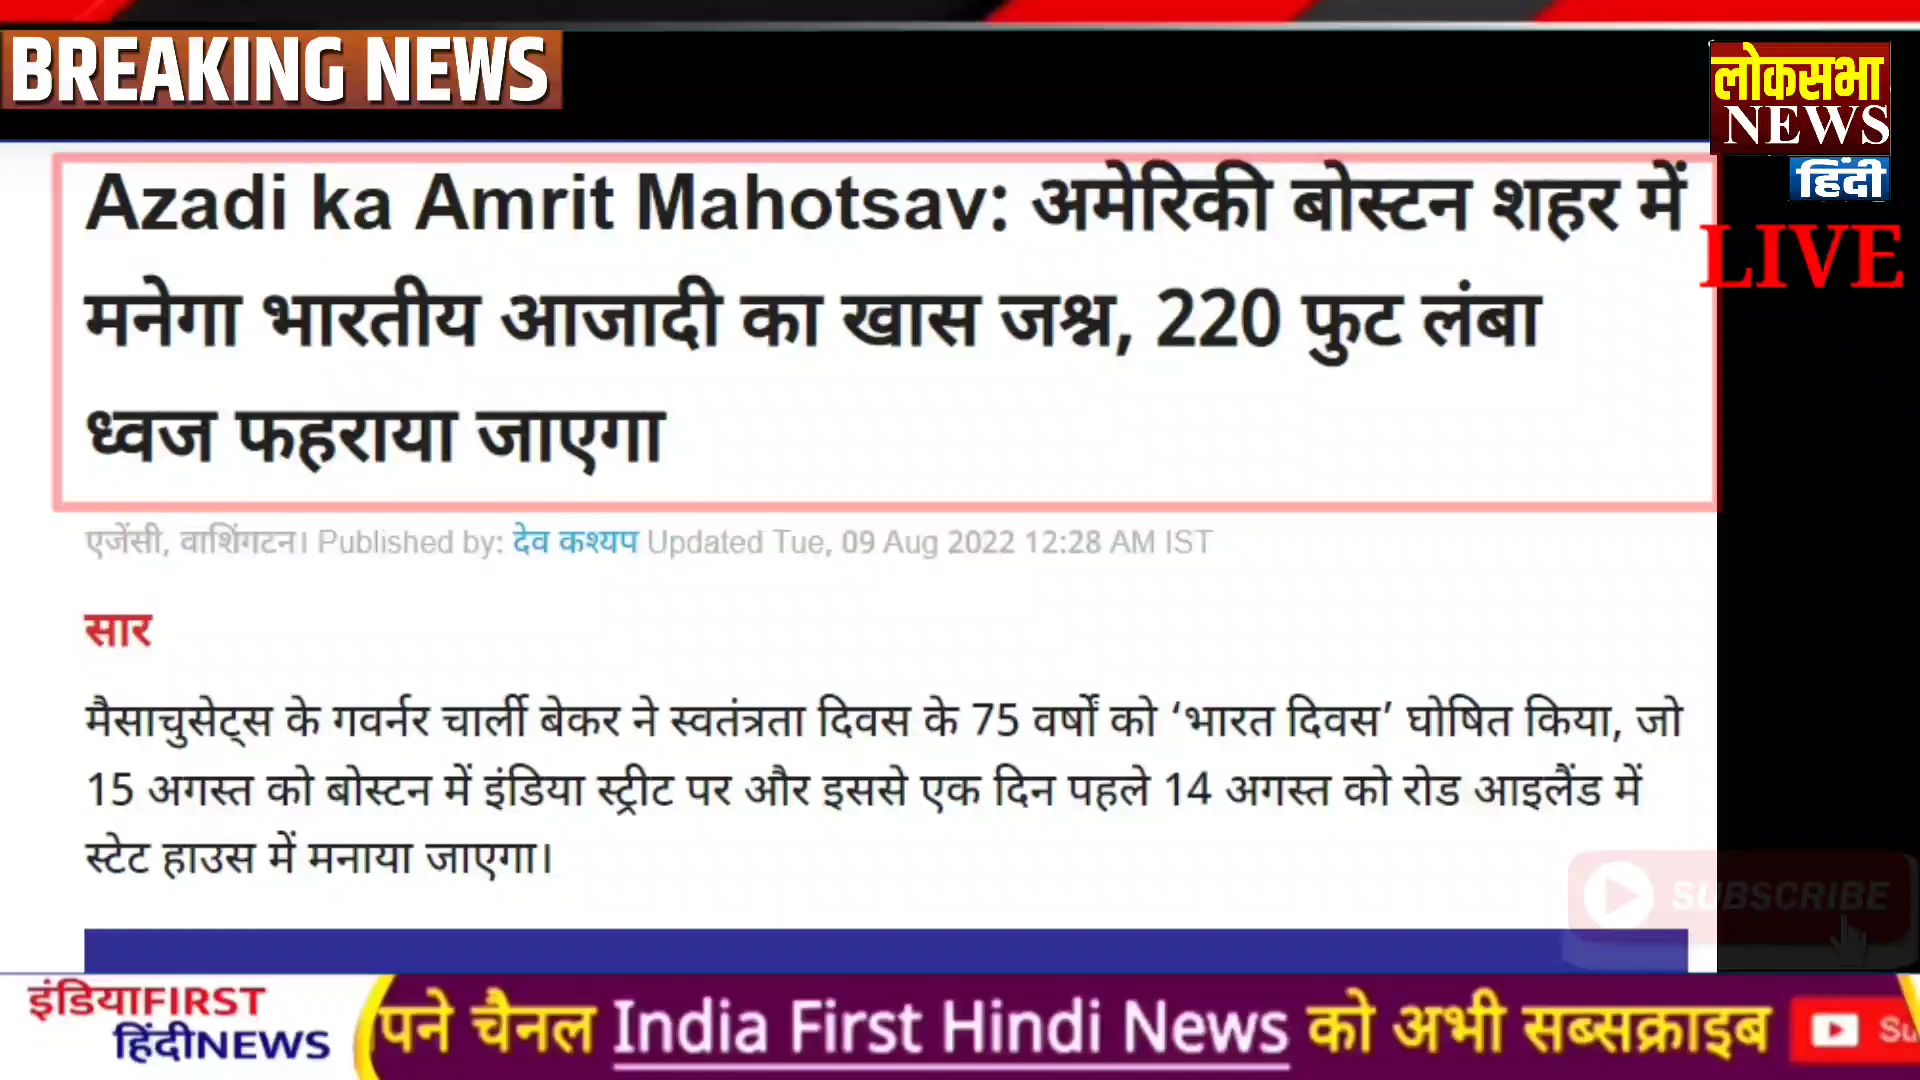 BREAKING NEWS
लोकसभा
NEWS
हिंदी
LIVE
Azadi ka Amrit Mahotsav: अमेरिकी बोस्टन शहर में
मनेगा भारतीय आजादी का खास जश्न, 220 फुट लंबा
ध्वज फहराया जाएगा
एजेंसी, वाशिंगटन। Published by: देव कश्यप Updated Tue, 09 Aug 2022 12:28 AM IST
सार
मैसाचुसेट्स के गवर्नर चार्ली बेकर ने स्वतंत्रता दिवस के 75 वर्षों को ‘भारत दिवस’ घोषित किया, जो
15 अगस्त को बोस्टन में इंडिया स्ट्रीट पर और इससे एक दिन पहले 14 अगस्त को रोड आइलैंड में
स्टेट हाउस में मनाया जाएगा।
SUBSCRIBE
इंडियाFIRST
हिंदीNEWS
पने चैनल India First Hindi News को अभी सब्सक्राइब
Su